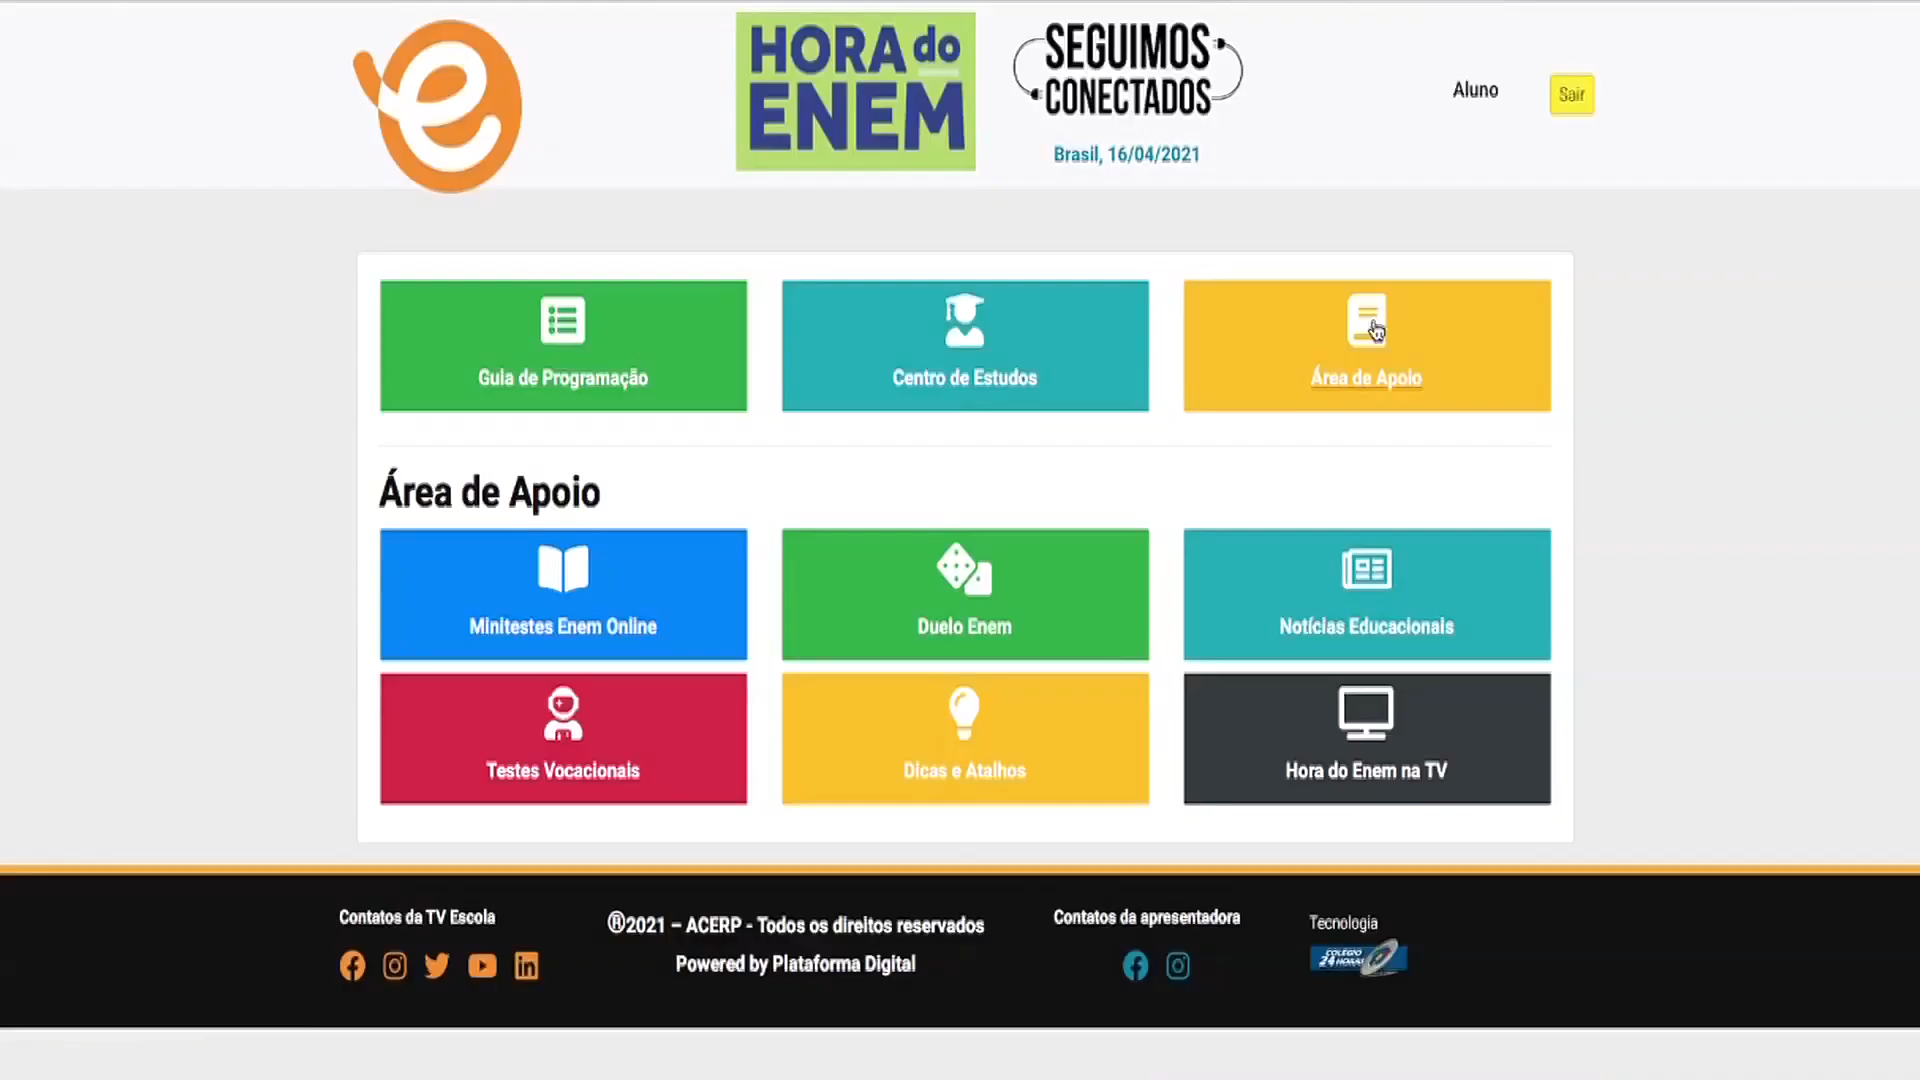 HORA do
ENEM
SEGUIMOS
CONECTADOS
Brasil, 16/04/2021
Aluno
Sair
Guia de Programação
Centro de Estudos
Área de Apoio
Área de Apoio
Minitestes Enem Online
Duelo Enem
Notícias Educacionais
Testes Vocacionais
Dicas e Atalhos
Hora do Enem na TV
Contatos da TV Escola
®2021 – ACERP - Todos os direitos reservados
Powered by Plataforma Digital
Contatos da apresentadora
Tecnologia
COLÉGIO
24 HORAS